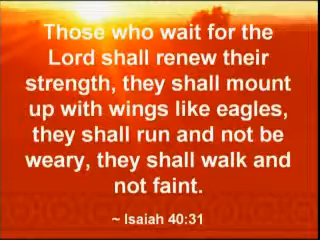 Those who wait for the
Lord shall renew their
strength, they shall mount
up with wings like eagles,
they shall run and not be
weary, they shall walk and
not faint.
~ Isaiah 40:31